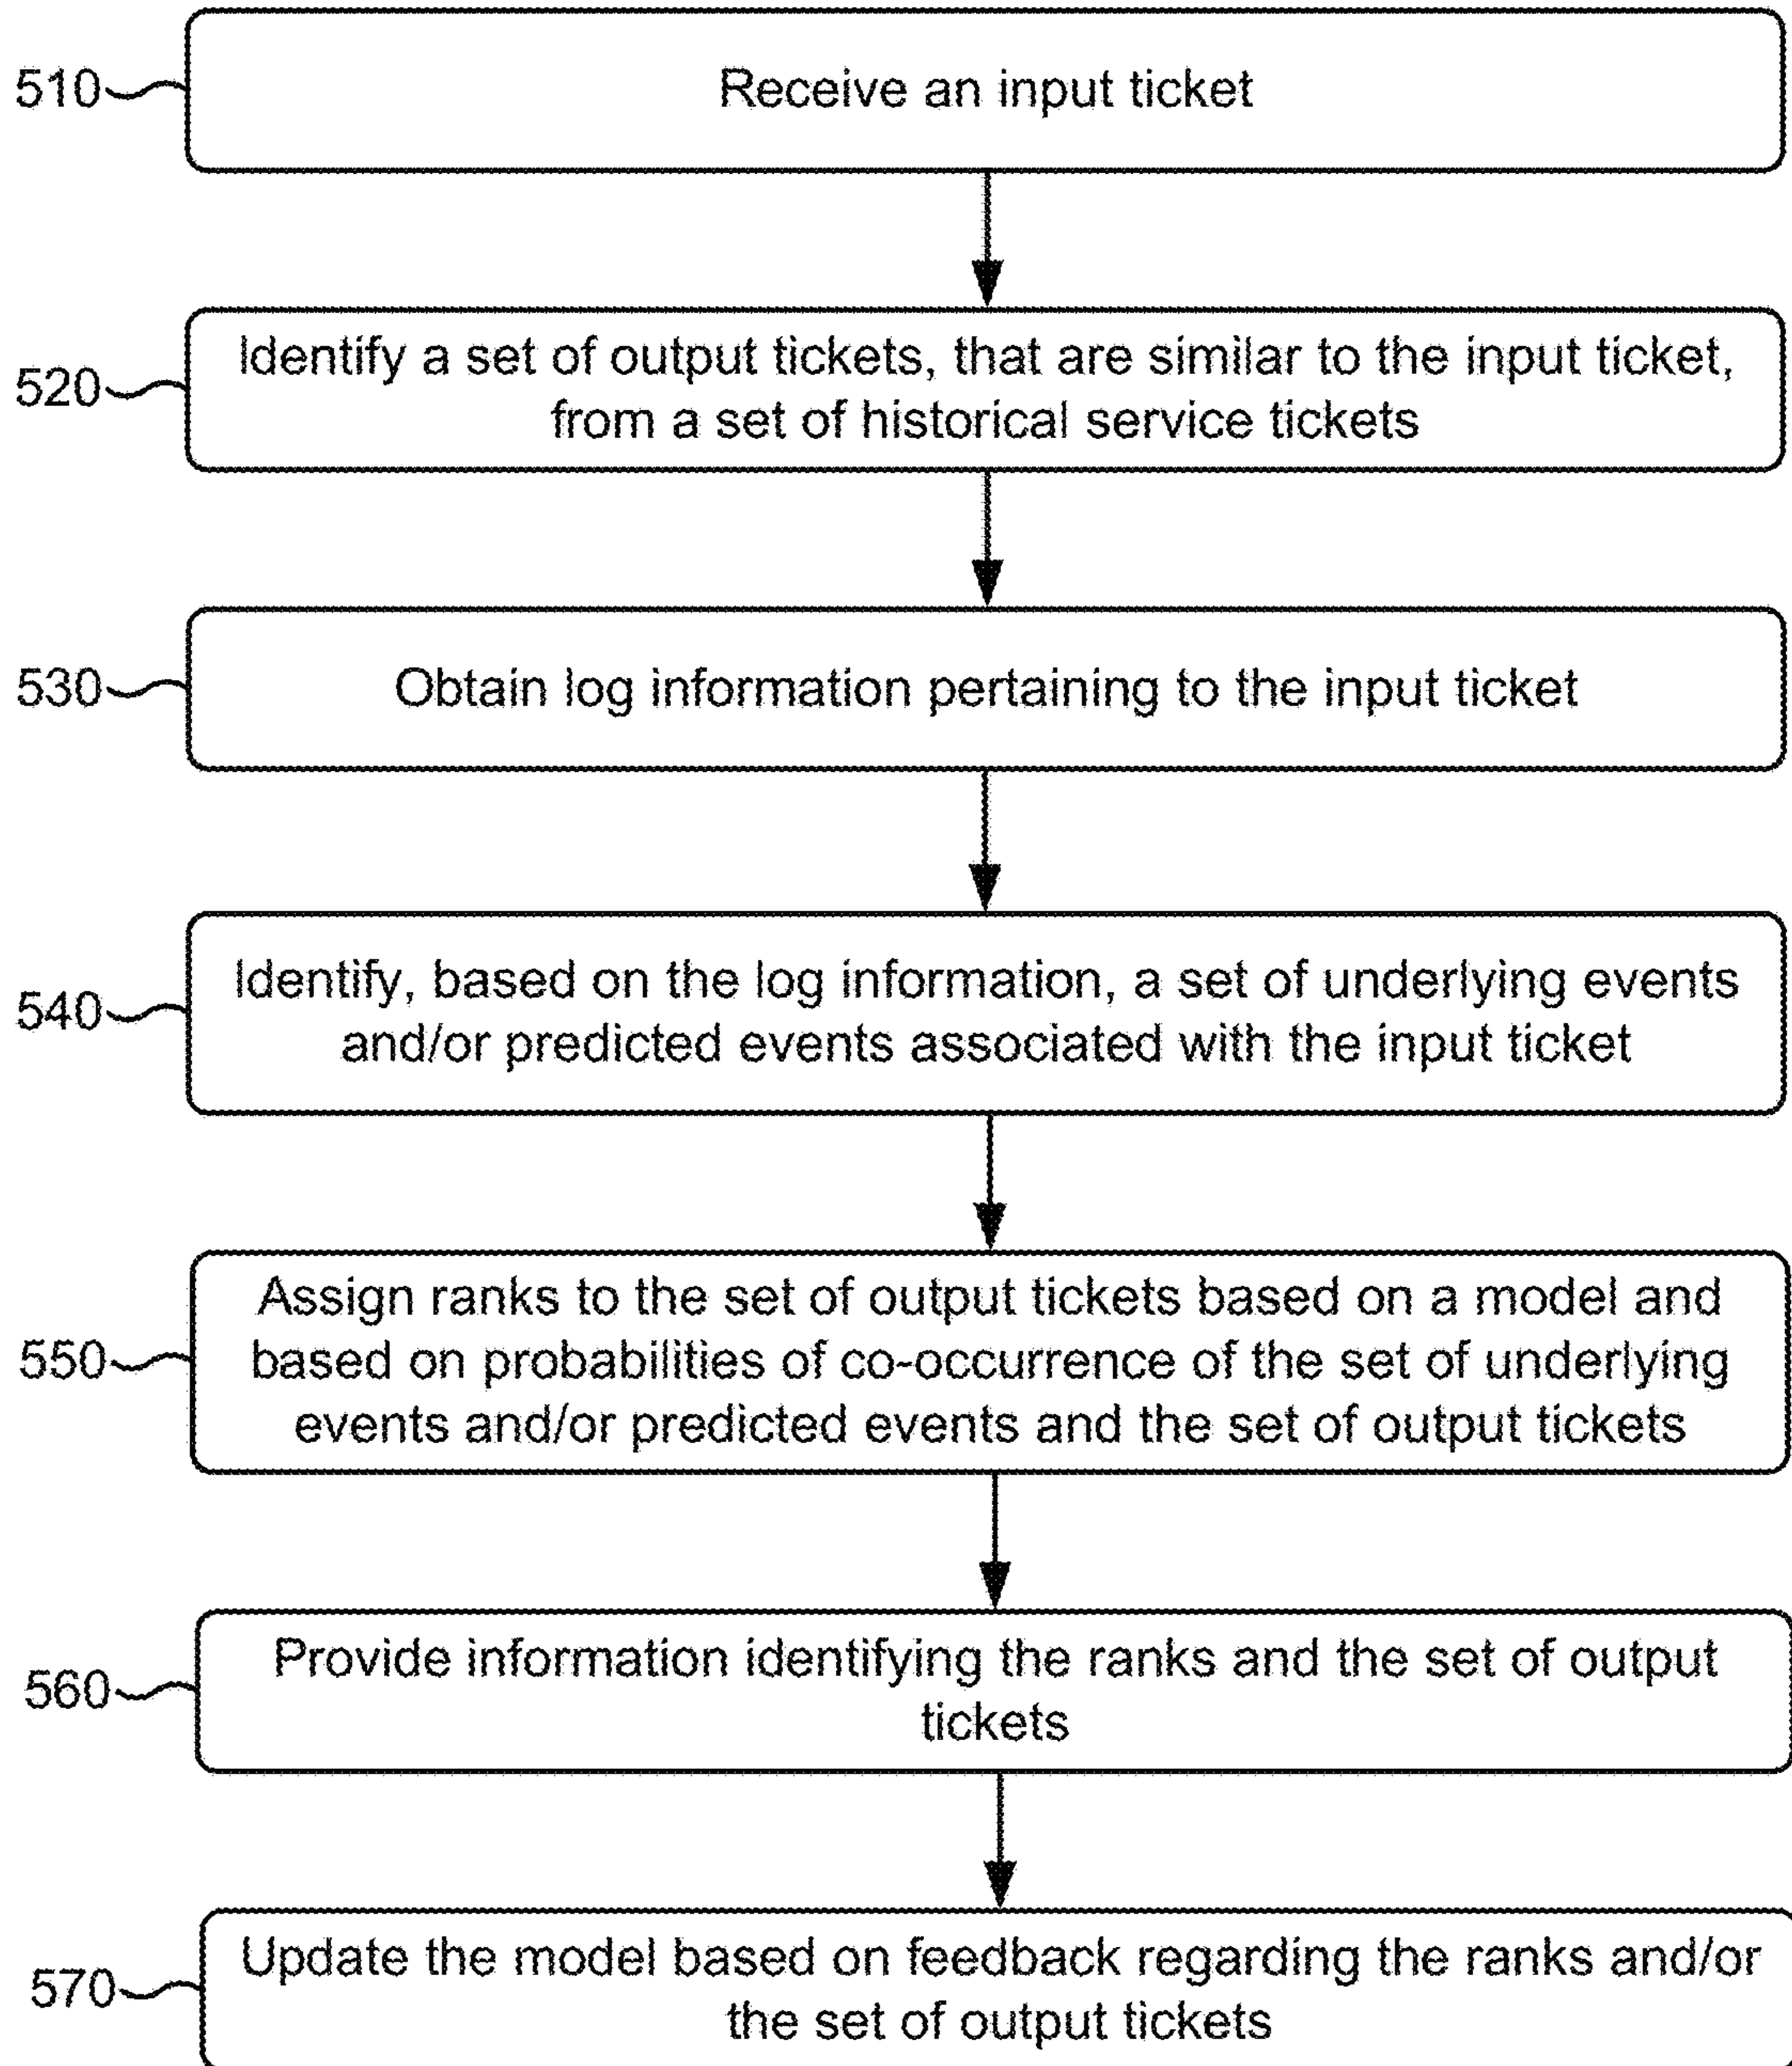 510
Receive an input ticket
520
Identify a set of output tickets, that are similar to the input ticket,
from a set of historical service tickets
530
Obtain log information pertaining to the input ticket
540
Identify, based on the log information, a set of underlying events
and/or predicted events associated with the input ticket
550
Assign ranks to the set of output tickets based on a model and
based on probabilities of co-occurrence of the set of underlying
events and/or predicted events and the set of output tickets
560
Provide information identifying the ranks and the set of output
tickets
570
Update the model based on feedback regarding the ranks and/or
the set of output tickets